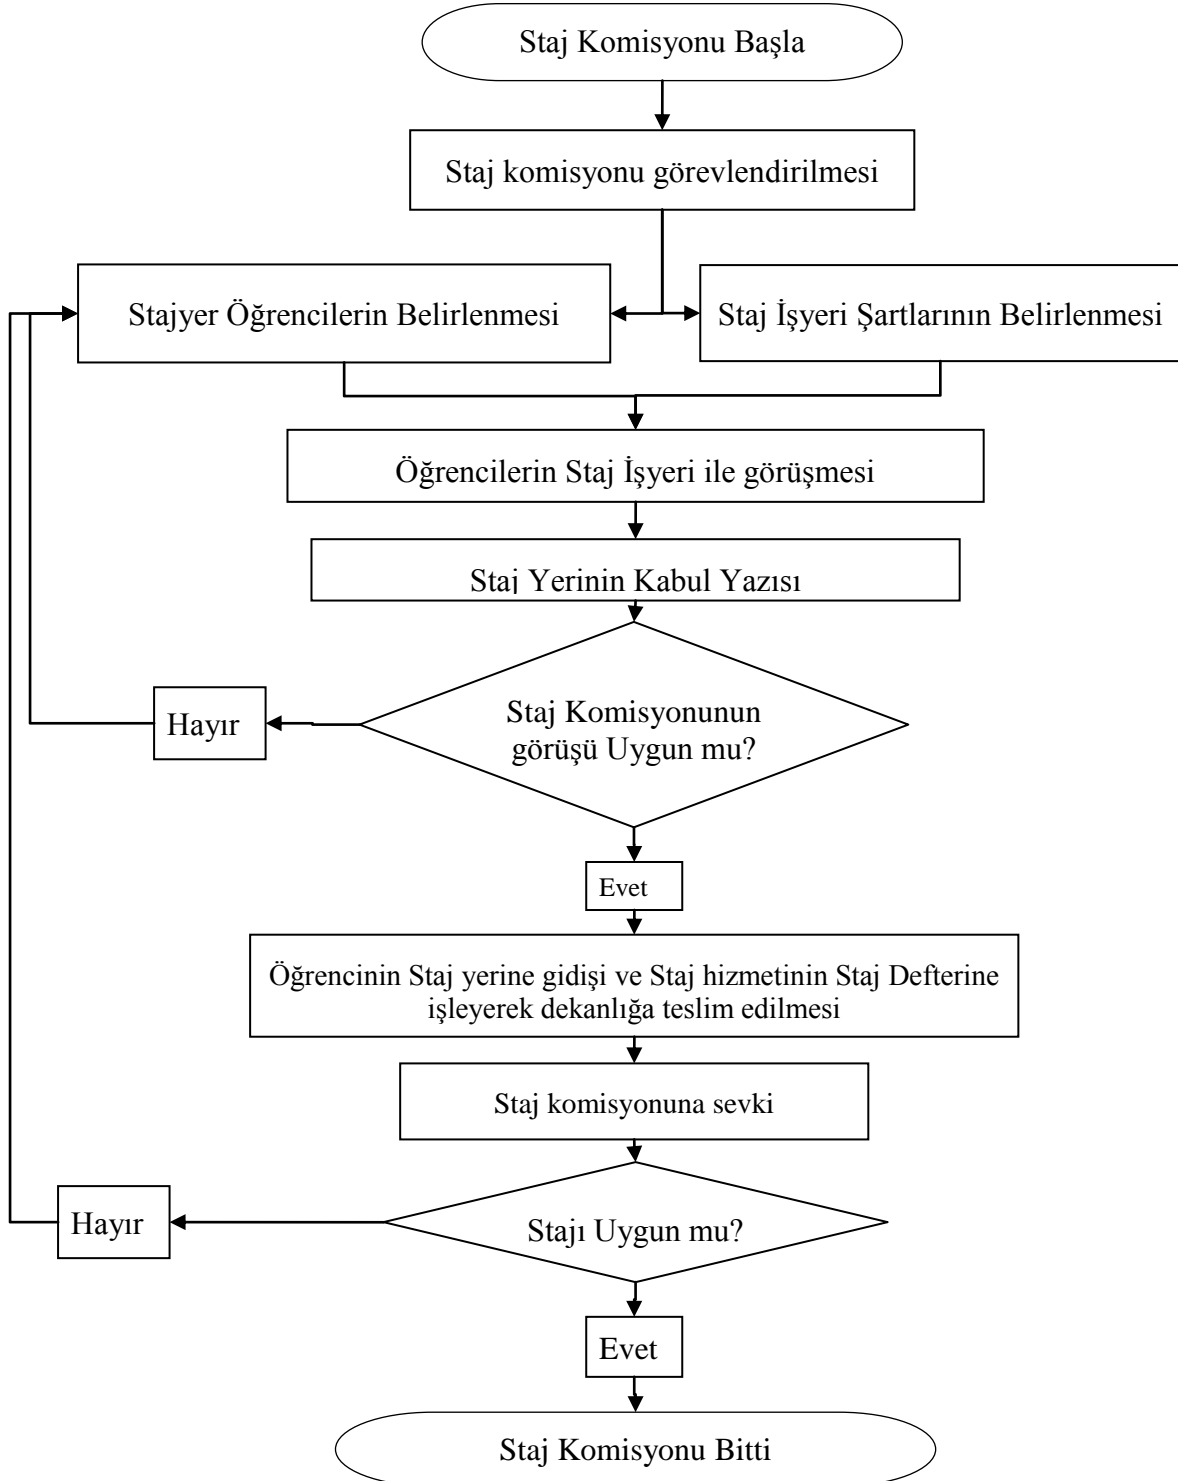 Staj Komisyonu Başla
Staj komisyonu görevlendirilmesi
Stajyer Öğrencilerin Belirlenmesi
Staj İşyeri Şartlarının Belirlenmesi
Öğrencilerin Staj İşyeri ile görüşmesi
Staj Yerinin Kabul Yazısı
Staj Komisyonunun
görüşü Uygun mu?
Hayır
Evet
Öğrencinin Staj yerine gidişi ve Staj hizmetinin Staj Defterine
işleyerek dekanlığa teslim edilmesi
Staj komisyonuna sevki
Stajı Uygun mu?
Hayır
Evet
Staj Komisyonu Bitti